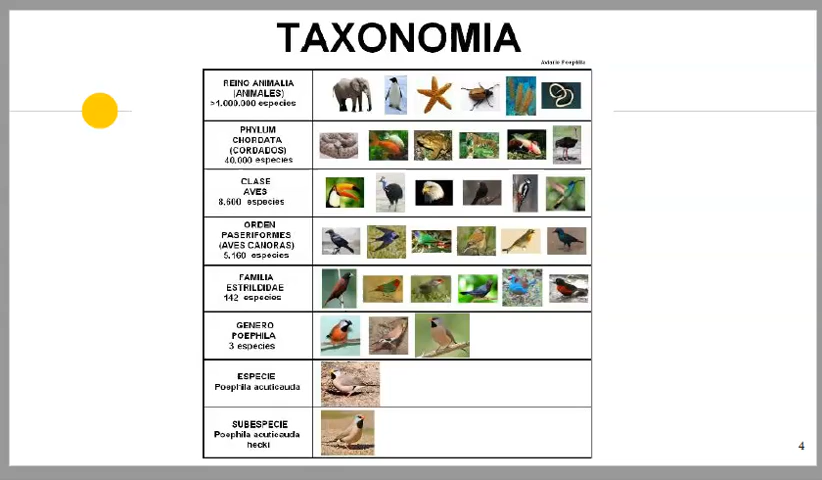 TAXONOMIA
REINO ANIMALIA
(ANIMALES)
>1.000.000 especies
PHYLUM
CHORDATA
(CORDADOS)
40.000 especies
CLASE
AVES
8.600 especies
ORDEN
PASERIFORMES
(AVES CANORAS)
5.160 especies
FAMILIA
ESTRILDIDAE
142 especies
GENERO
POEPHILA
3 especies
ESPECIE
Poephila acuticauda
SUBESPECIE
Poephila acuticauda
hecki
4